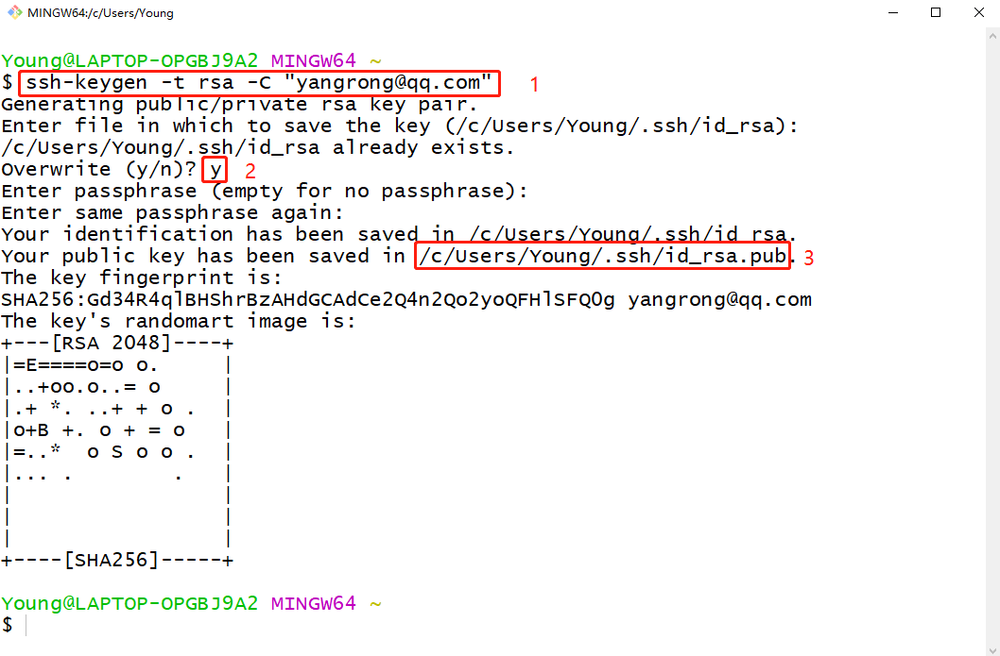 MINGW64:/c/Users/Young
Young@LAPTOP-OPGBJ9A2 MINGW64 ~
$ ssh-keygen -t rsa -C "yangrong@qq.com" 1
Generating public/private rsa key pair.
Enter file in which to save the key (/c/Users/Young/.ssh/id_rsa):
/c/Users/Young/.ssh/id_rsa already exists.
Overwrite (y/n)? y 2
Enter passphrase (empty for no passphrase):
Enter same passphrase again:
Your identification has been saved in /c/Users/Young/.ssh/id_rsa.
Your public key has been saved in /c/Users/Young/.ssh/id_rsa.pub. 3
The key fingerprint is:
SHA256:Gd34R4qlBHShrBzAHdGCAdCe2Q4n2Qo2yoQFHlSFQ0g yangrong@qq.com
The key's randomart image is:
+---[RSA 2048]----+
|=E====o=o o.     |
|..+oo.o..= o     |
|.+ *. ..+ + o .  |
|o+B +. o + = o   |
|=..*  o S o o .  |
|... .        .   |
|                 |
|                 |
|                 |
+----[SHA256]-----+
Young@LAPTOP-OPGBJ9A2 MINGW64 ~
$